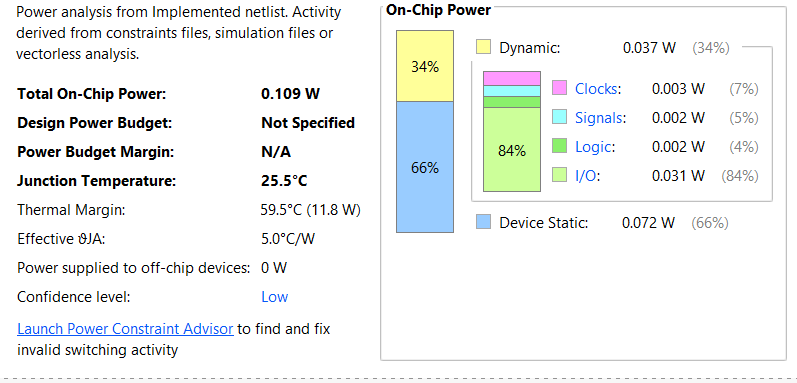 Power analysis from Implemented netlist. Activity
derived from constraints files, simulation files or
vectorless analysis.
Total On-Chip Power: 0.109 W
Design Power Budget: Not Specified
Power Budget Margin: N/A
Junction Temperature: 25.5°C
Thermal Margin: 59.5°C (11.8 W)
Effective ϑJA: 5.0°C/W
Power supplied to off-chip devices: 0 W
Confidence level: Low
Launch Power Constraint Advisor to find and fix
invalid switching activity
On-Chip Power
34%
66%
Dynamic: 0.037 W (34%)
84%
Clocks: 0.003 W (7%)
Signals: 0.002 W (5%)
Logic: 0.002 W (4%)
I/O: 0.031 W (84%)
Device Static: 0.072 W (66%)